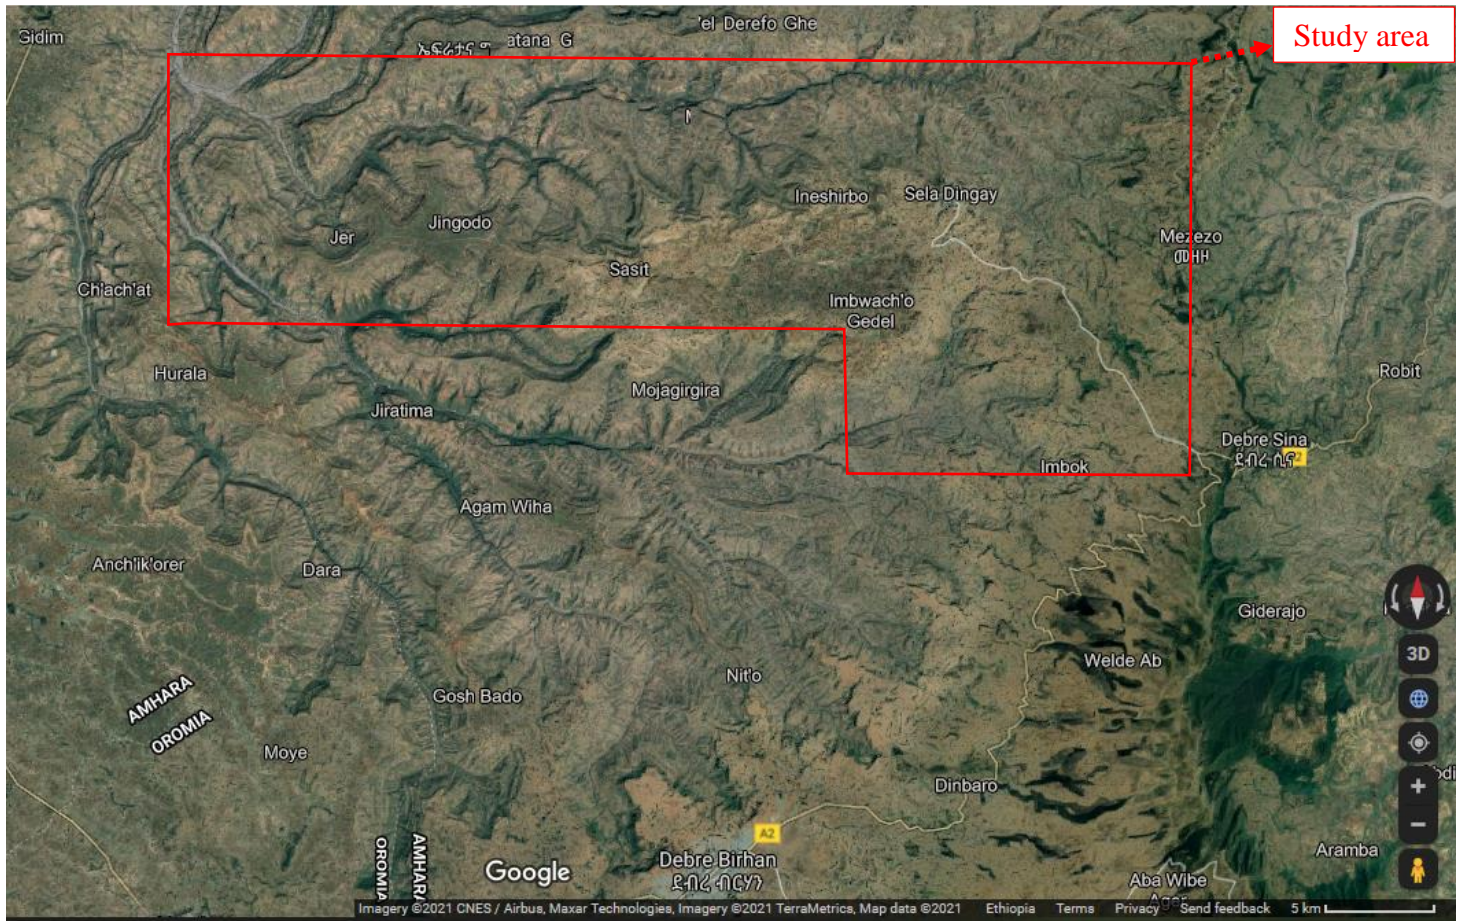 'el Derefo Ghe
Study area
Gidim
ኤፍራታና ግ
atana G
Ineshirbo
Sela Dingay
Jingodo
Jer
Mezezo
መዘዞ
Sasit
Ch'ach'at
Imbwach'o
Gedel
Hurala
Mojagirgira
Robit
Jiratima
Debre Sina
ደብረ ሲና
Imbok
Agam Wiha
Anch'ik'orer
Dara
Giderajo
3D
Welde Ab
Nit'o
Gosh Bado
AMHARA
OROMIA
Moye
Dinbaro
A2
AMHARA
OROMIA
Google
Debre Birhan
ደብረ ብርሃን
Aramba
Aba Wibe
Ager
Imagery ©2021 CNES / Airbus, Maxar Technologies, Imagery ©2021 TerraMetrics, Map data ©2021 Ethiopia Terms Privacy Send feedback 5 km